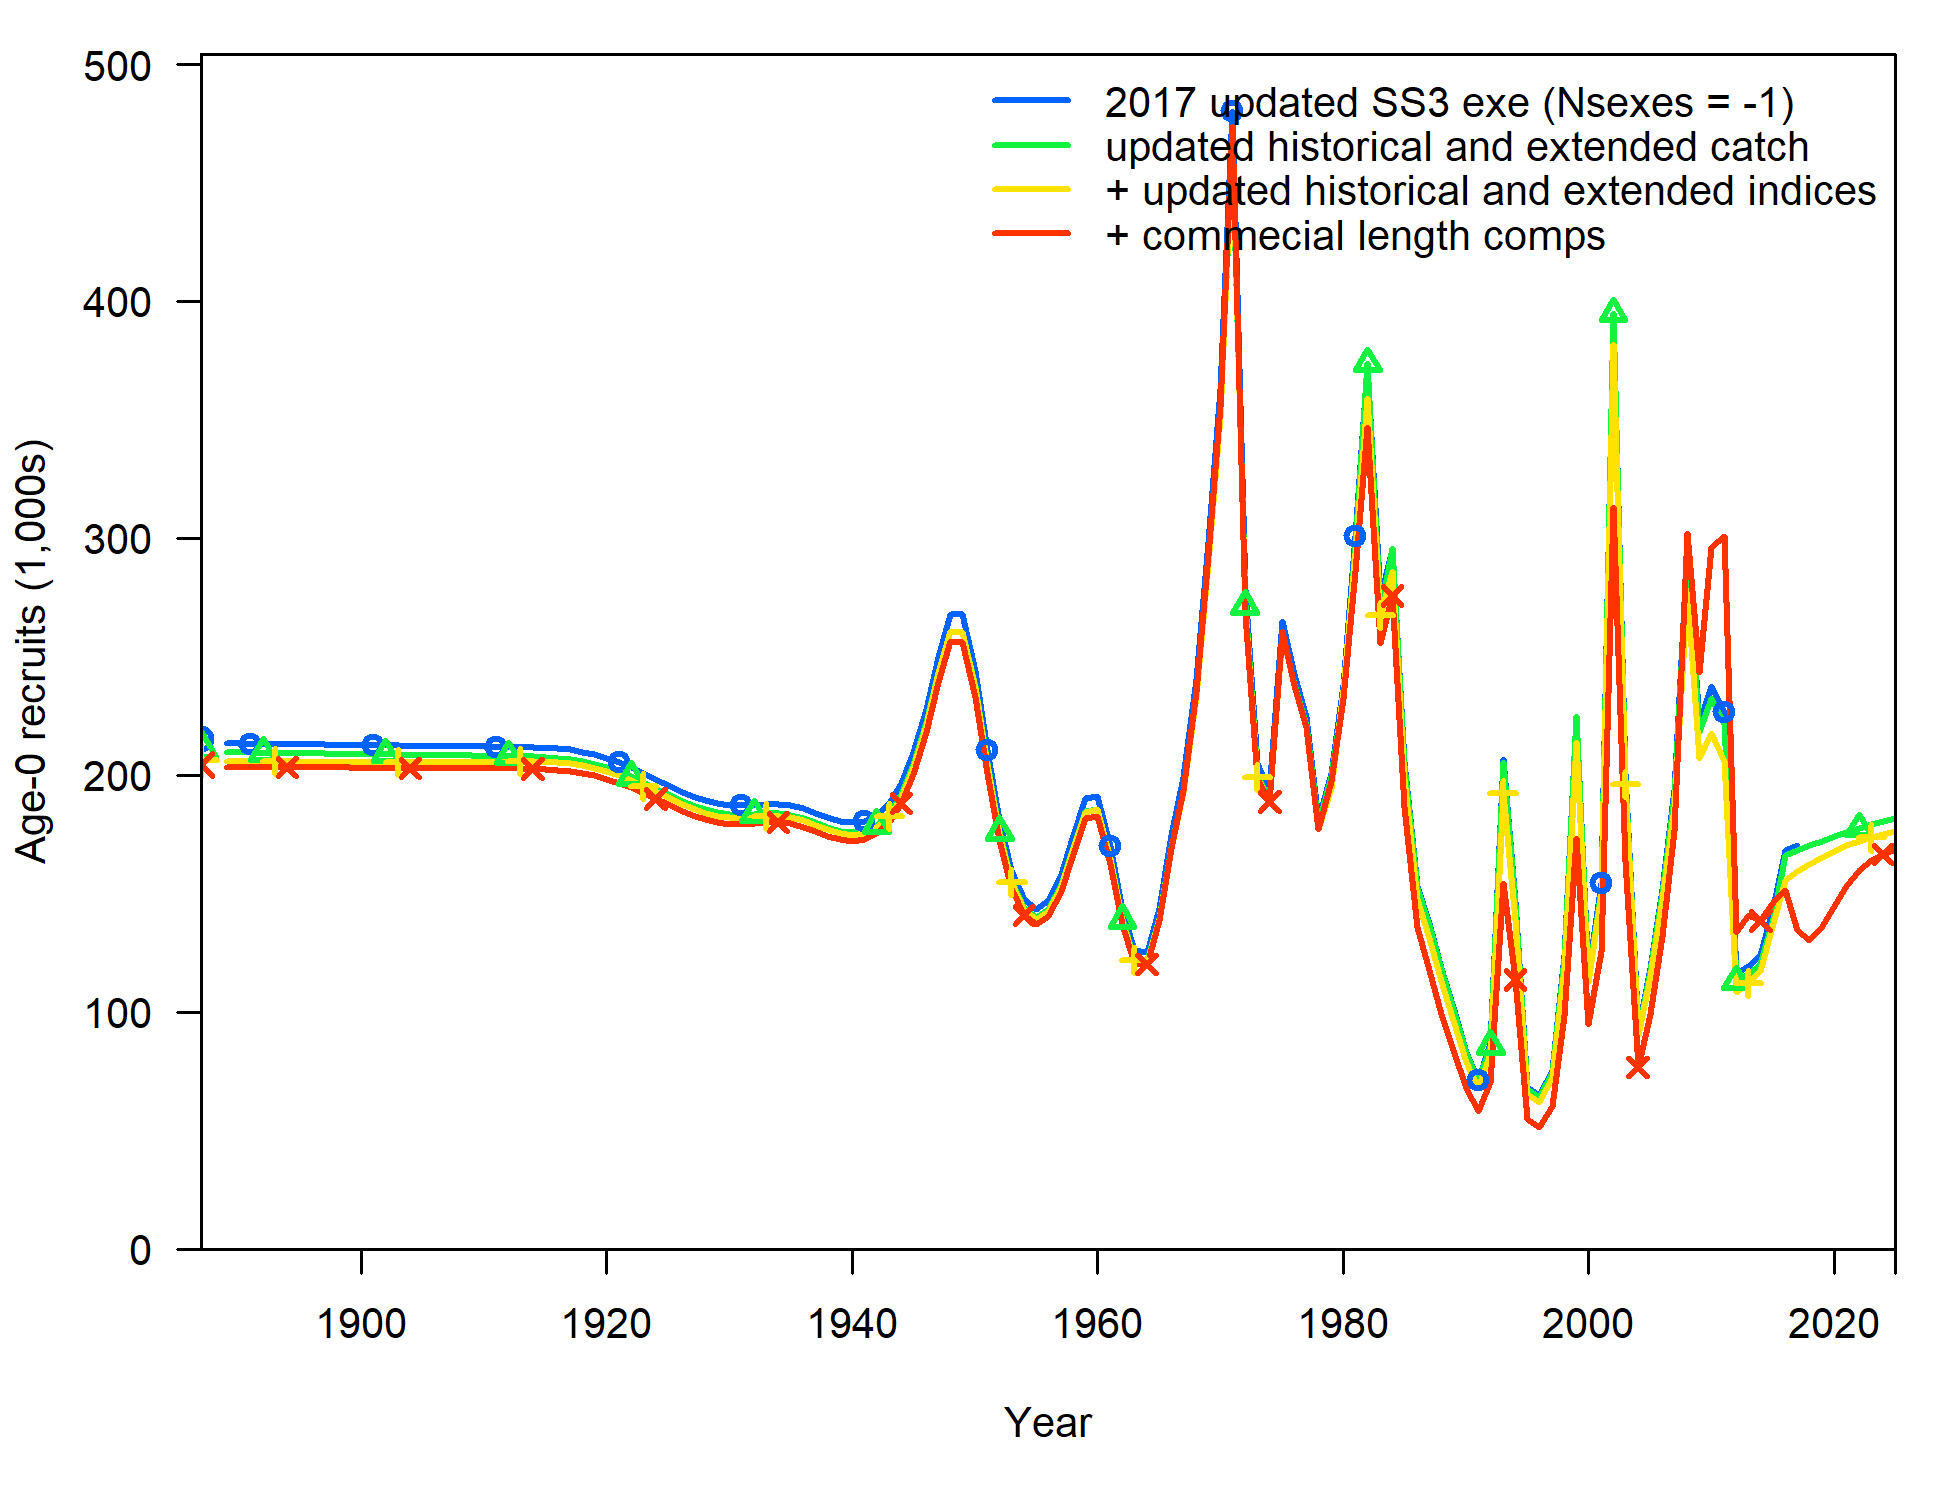 500
400
300
200
100
0
Age-0 recruits (1,000s)
2017 updated SS3 exe (Nsexes = -1)
updated historical and extended catch
+ updated historical and extended indices
+ commecial length comps
1900 1920 1940 1960 1980 2000 2020
Year